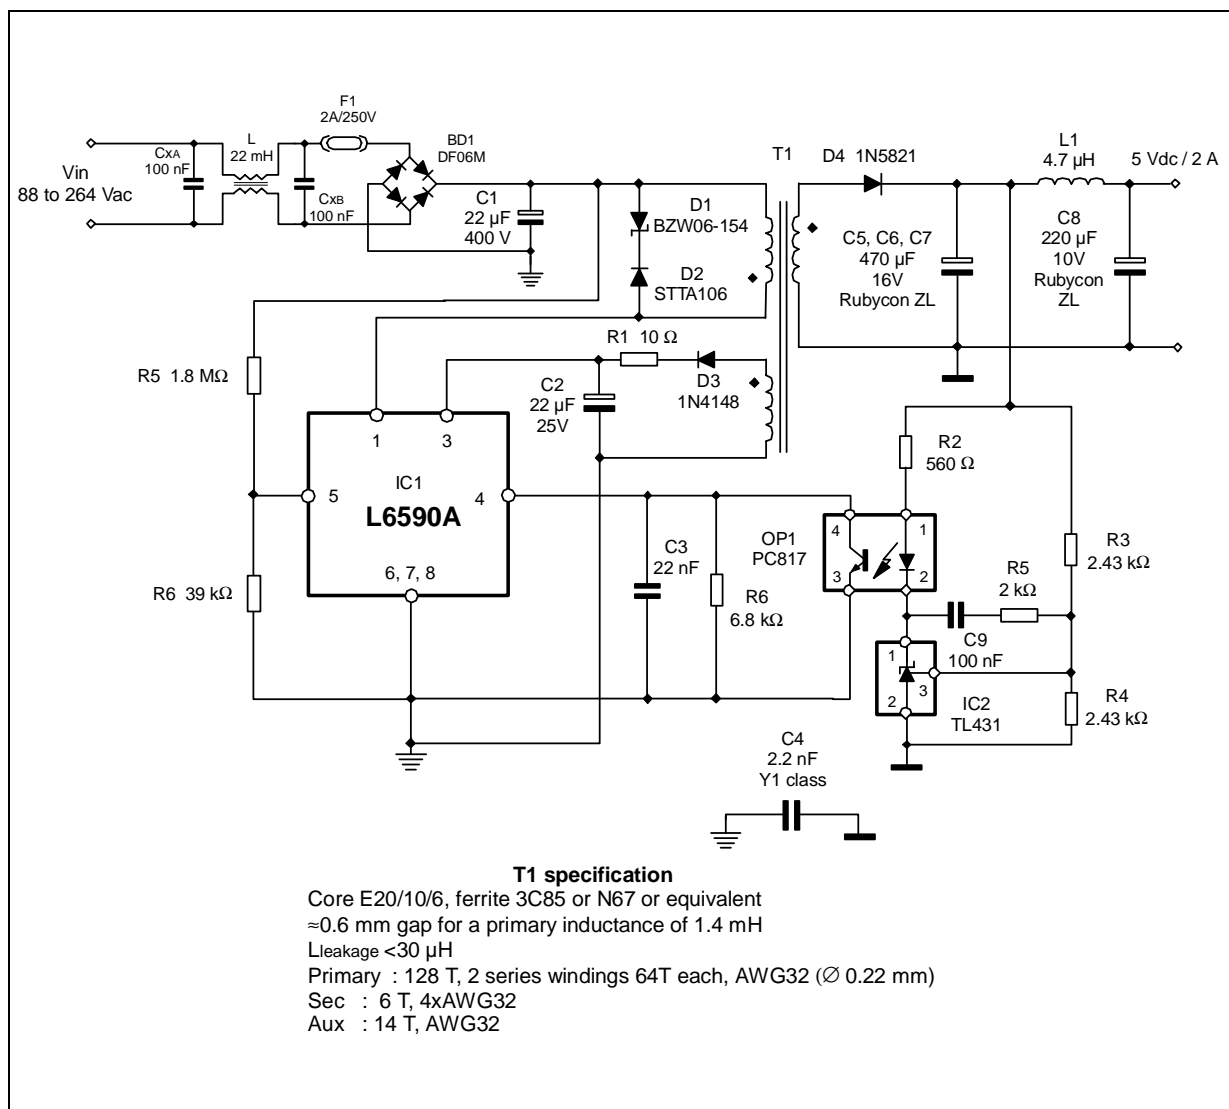 F1
2A/250V
BD1
DF06M
CXA
100 nF
L
22 mH
Vin
88 to 264 Vac
CXB
100 nF
C1
22 µF
400 V
D1
BZW06-154
D2
STTA106
T1
D4 1N5821
L1
4.7 µH
5 Vdc / 2 A
C5, C6, C7
470 µF
16V
Rubycon ZL
C8
220 µF
10V
Rubycon
ZL
R1 10 Ω
D3
1N4148
R5 1.8 MΩ
C2
22 µF
25V
1
3
IC1
L6590A
5
4
6, 7, 8
R6 39 kΩ
C3
22 nF
R6
6.8 kΩ
OP1
PC817
4
1
3
2
R2
560 Ω
R3
2.43 kΩ
R5
2 kΩ
C9
100 nF
1
3
2
IC2
TL431
R4
2.43 kΩ
C4
2.2 nF
Y1 class
T1 specification
Core E20/10/6, ferrite 3C85 or N67 or equivalent
≈0.6 mm gap for a primary inductance of 1.4 mH
Lleakage <30 µH
Primary : 128 T, 2 series windings 64T each, AWG32 (∅ 0.22 mm)
Sec : 6 T, 4xAWG32
Aux : 14 T, AWG32